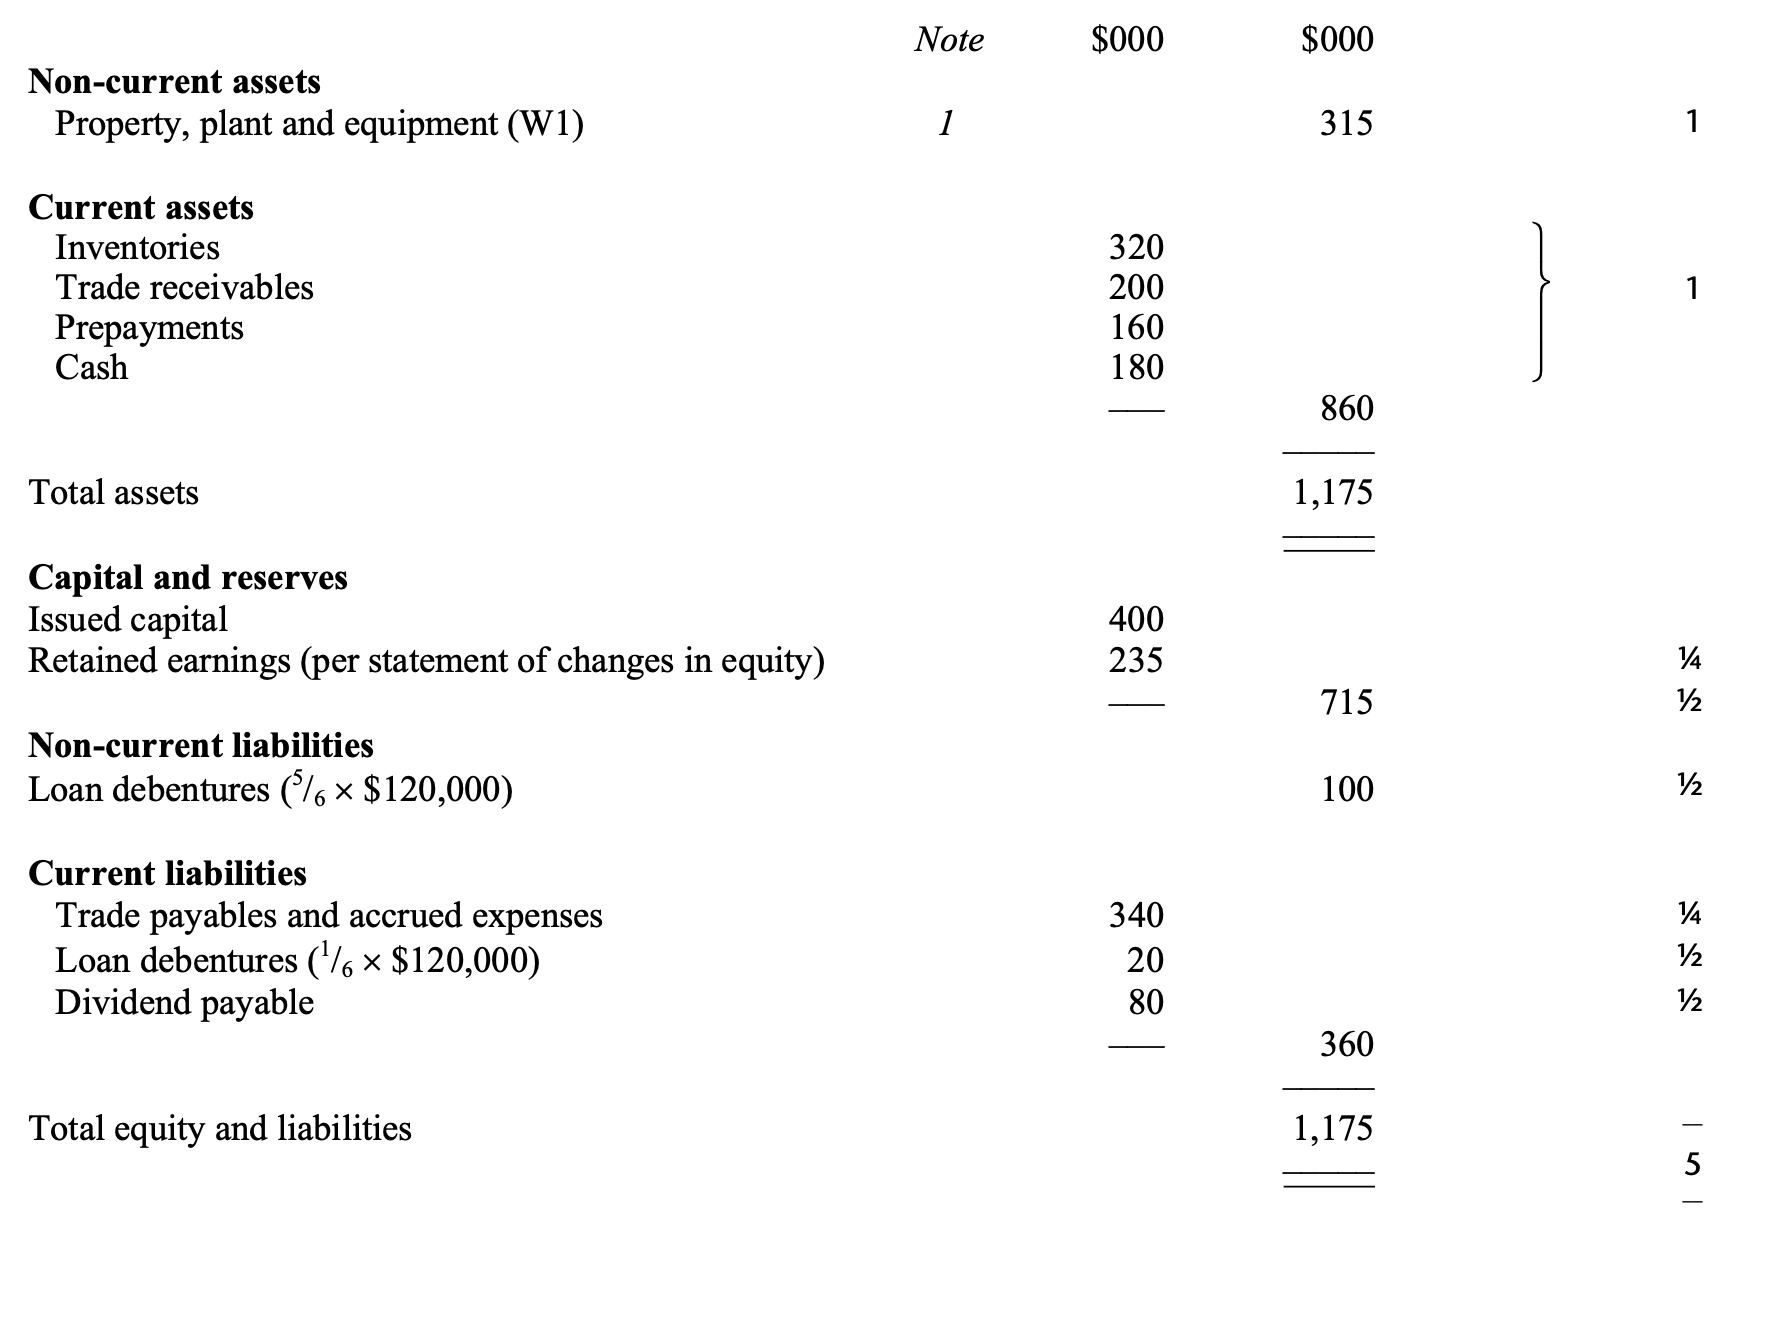 Note $000 $000
Non-current assets
Property, plant and equipment (W1) 1 315 1
Current assets
Inventories 320
Trade receivables 200 1
Prepayments 160
Cash 180
860
Total assets 1,175
Capital and reserves
Issued capital 400
Retained earnings (per statement of changes in equity) 235 ¼
715 ½
Non-current liabilities
Loan debentures (5/6 × $120,000) 100 ½
Current liabilities
Trade payables and accrued expenses 340 ¼
Loan debentures (1/6 × $120,000) 20 ½
Dividend payable 80 ½
360
Total equity and liabilities 1,175
5